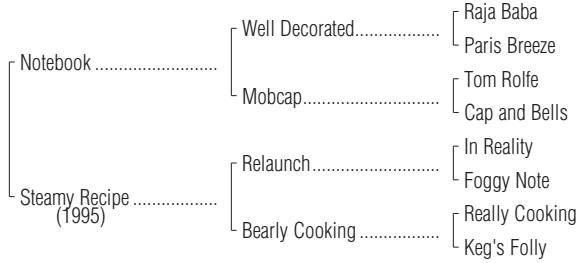 Raja Baba
Well Decorated..................
Paris Breeze
Notebook ..........................
Tom Rolfe
Mobcap.............................
Cap and Bells
In Reality
Relaunch...........................
Foggy Note
Steamy Recipe ..................
(1995)
Really Cooking
Bearly Cooking .................
Keg's Folly